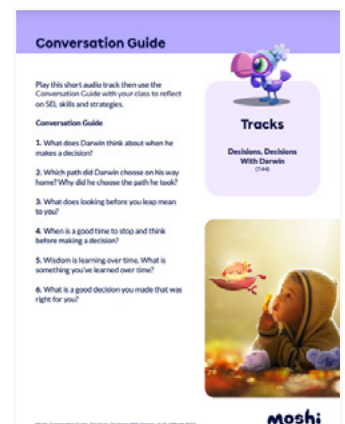 Conversation Guide
Play this short audio track then use the
Conversation Guide with your class to reflect
on SEL skills and strategies.
Conversation Guide
1. What does Darwin think about when he
makes a decision?
2. Which path did Darwin choose on his way
home? Why did he choose the path he took?
3. What does looking before you leap mean
to you?
4. When is a good time to stop and think
before making a decision?
5. Wisdom is learning over time. What is
something you've learned over time?
6. What is a good decision you made that was
right for you?
Tracks
Decisions, Decisions
With Darwin
(7:44)
moshi